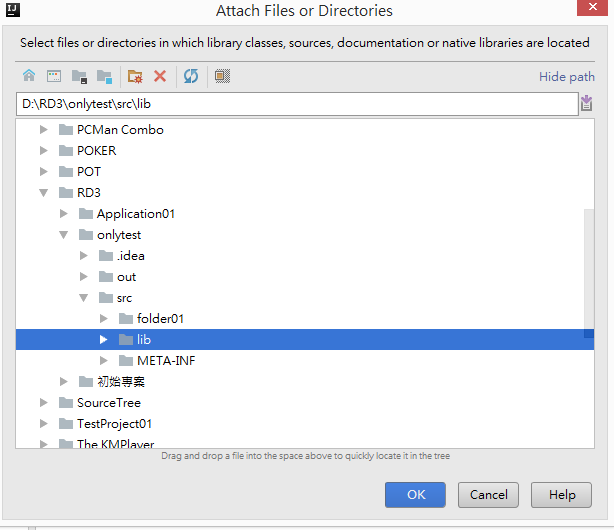 IJ
Attach Files or Directories
Select files or directories in which library classes, sources, documentation or native libraries are located
Hide path
D:\RD3\onlytest\src\lib
PCMan Combo
POKER
POT
RD3
Application01
onlytest
.idea
out
src
folder01
lib
META-INF
初始專案
SourceTree
TestProject01
The KMPlayer
Drag and drop a file into the space above to quickly locate it in the tree
OK Cancel Help